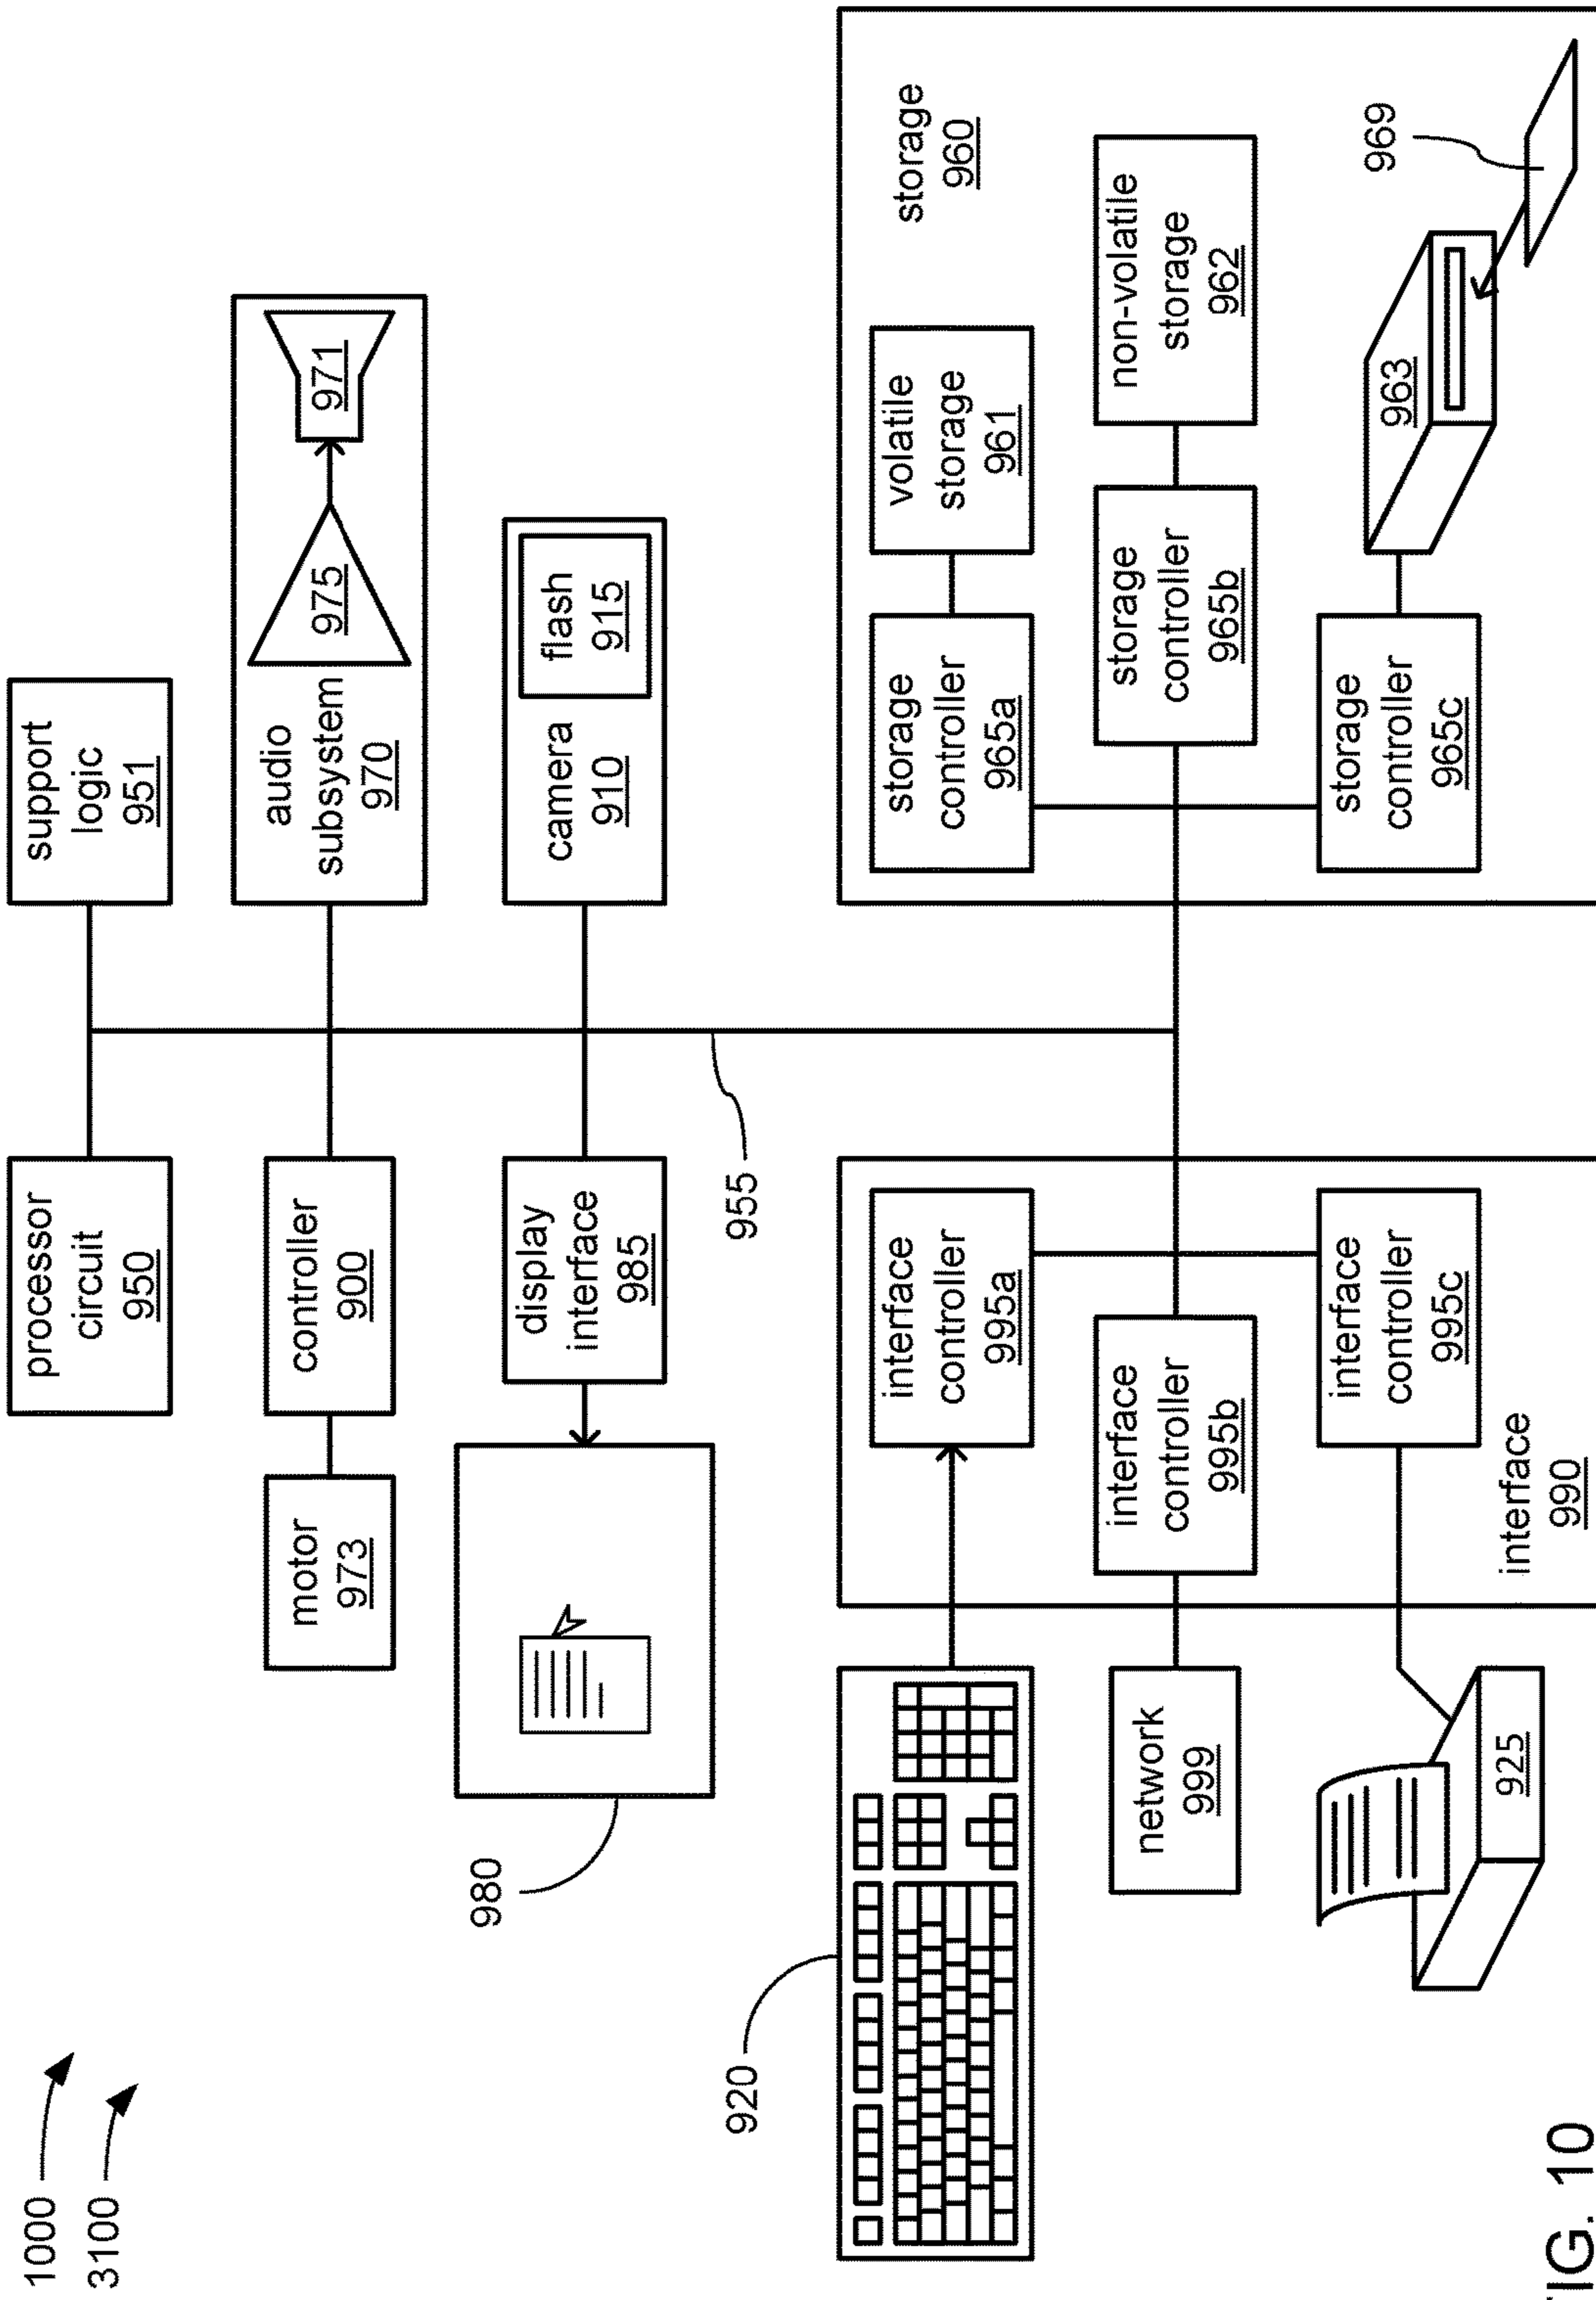 1000
3100
processor
circuit
950
support
logic
951
motor
973
controller
900
audio
subsystem
970
975
971
980
display
interface
985
camera
910
flash
915
955
920
interface
controller
995a
storage
controller
965a
volatile
storage
961
storage
960
network
999
interface
controller
995b
storage
controller
965b
non-volatile
storage
962
925
interface
controller
995c
interface
990
storage
controller
965c
963
969
FIG. 10